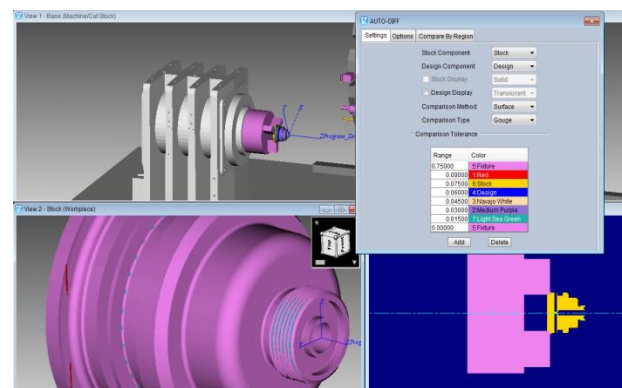 View 1 - Base (Machine/Cut Stock)
Y
X
ZProgram_Ze
AUTO-DIFF
Settings Options Compare By Region
Stock Component Stock
Design Component Design
Stock Display Solid
Design Display Translucent
Comparison Method Surface
Comparison Type Gouge
Comparison Tolerance
Range Color
0.75000 5:Fixture
0.09000 1:Red
0.07500 6:Stock
0.06000 4:Design
0.04500 3:Navajo White
0.03000 2:Medium Purple
0.01500 7:Light Sea Green
0.00000 5:Fixture
Add Delete
View 2 - Stock (Workpiece)
Top
Front
Y
X
ZProg